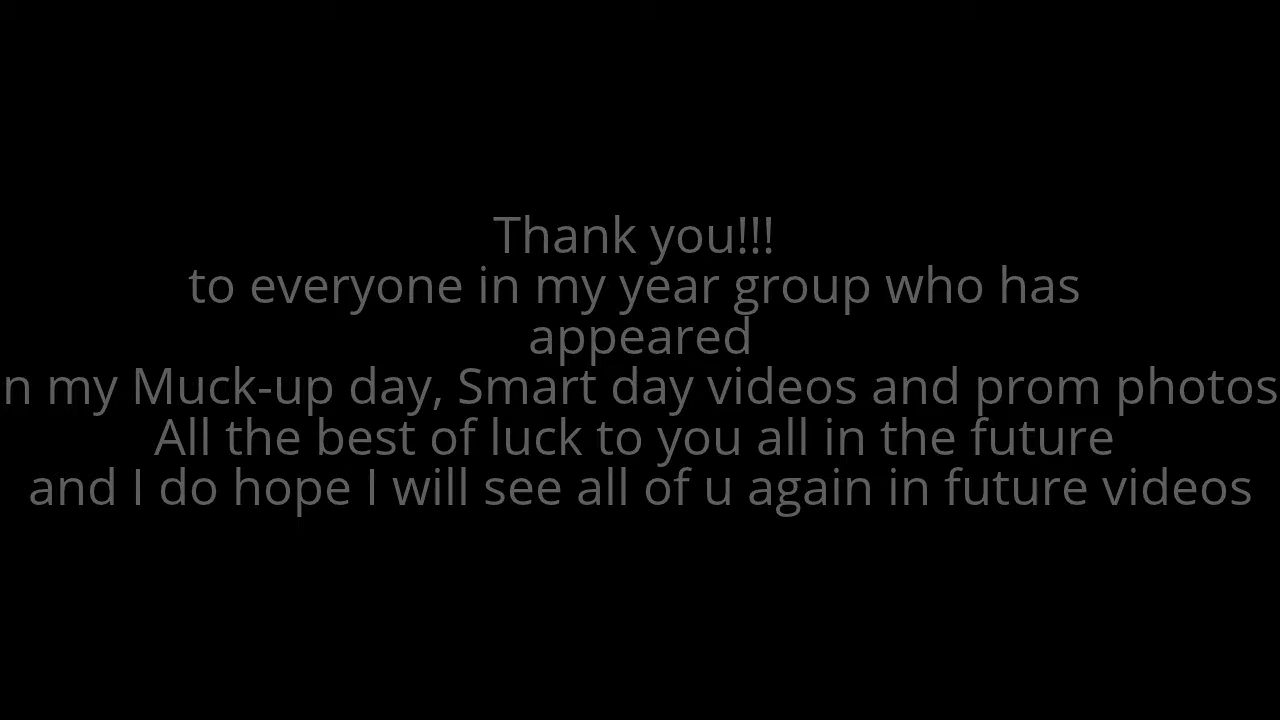 Thank you!!!
to everyone in my year group who has
appeared
n my Muck-up day, Smart day videos and prom photos
All the best of luck to you all in the future
and I do hope I will see all of u again in future videos